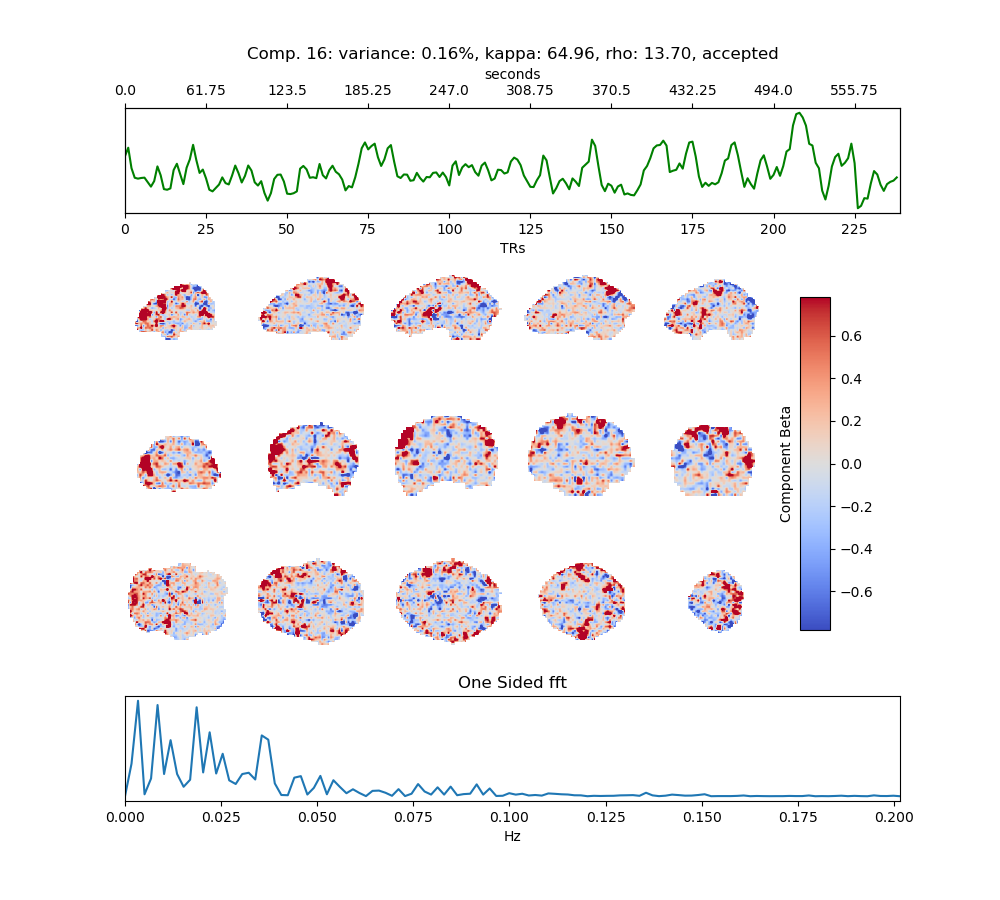 Comp. 16: variance: 0.16%, kappa: 64.96, rho: 13.70, accepted
seconds
0.0 61.75 123.5 185.25 247.0 308.75 370.5 432.25 494.0 555.75
0 25 50 75 100 125 150 175 200 225
TRs
0.6
0.4
0.2
0.0
−0.2
−0.4
−0.6
Component Beta
One Sided fft
0.000 0.025 0.050 0.075 0.100 0.125 0.150 0.175 0.200
Hz